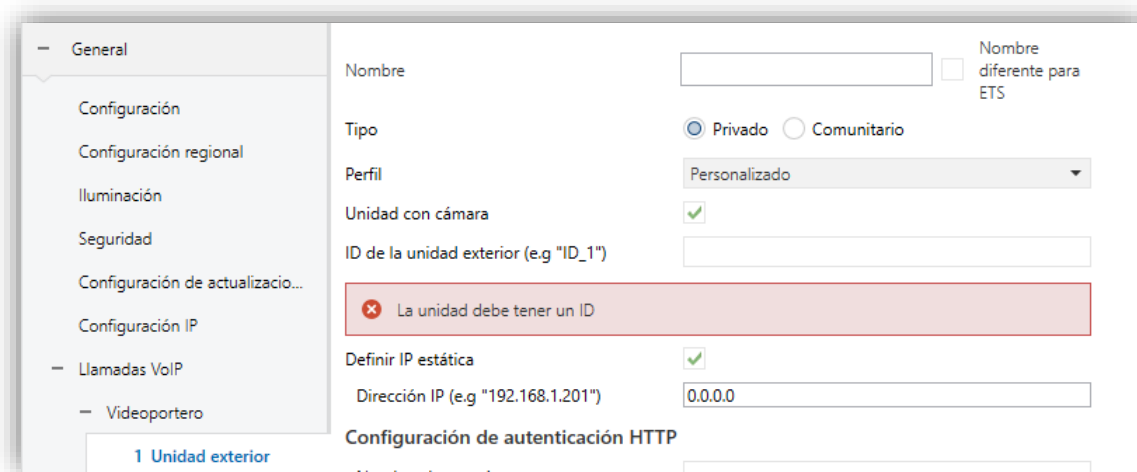 General
Configuración
Configuración regional
Iluminación
Seguridad
Configuración de actualizacio...
Configuración IP
Llamadas VoIP
Videoportero
1 Unidad exterior
Nombre
Nombre
diferente para
ETS
Tipo
Privado
Comunitario
Perfil
Personalizado
Unidad con cámara
ID de la unidad exterior (e.g "ID_1")
La unidad debe tener un ID
Definir IP estática
Dirección IP (e.g "192.168.1.201")
0.0.0.0
Configuración de autenticación HTTP